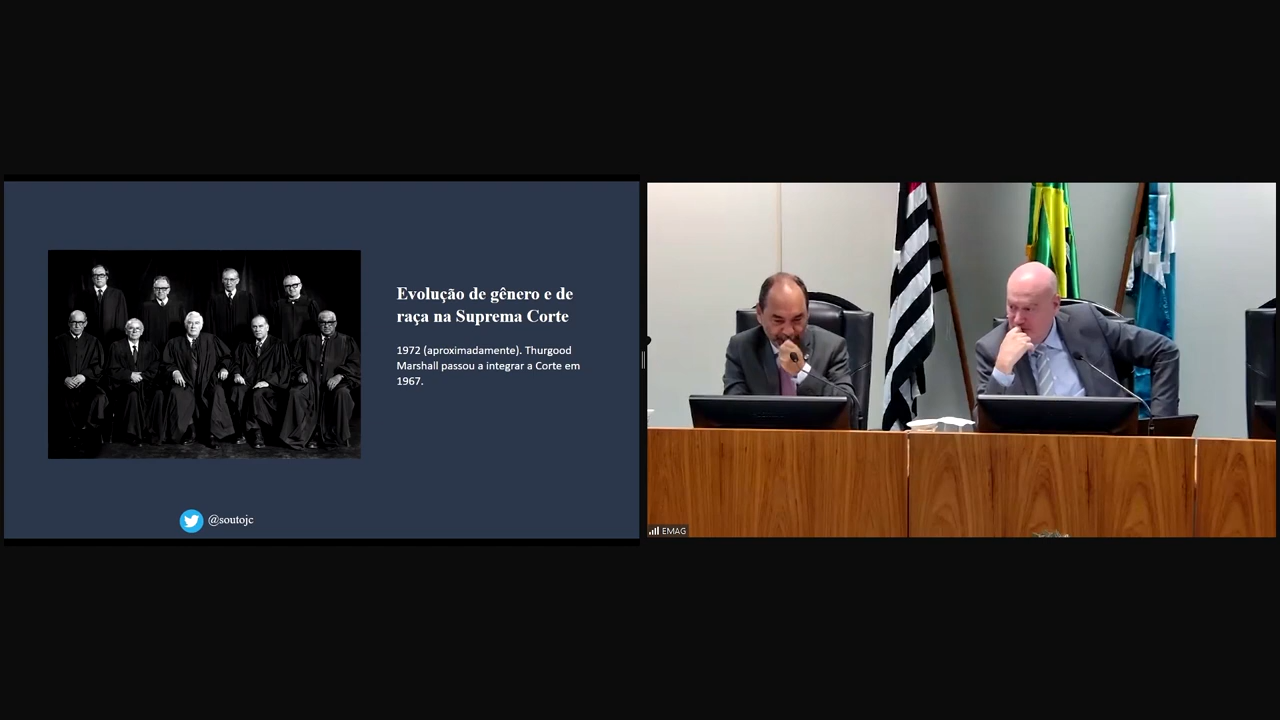 Evolução de gênero e de
raça na Suprema Corte
1972 (aproximadamente). Thurgood
Marshall passou a integrar a Corte em
1967.
@soutojc
EMAG